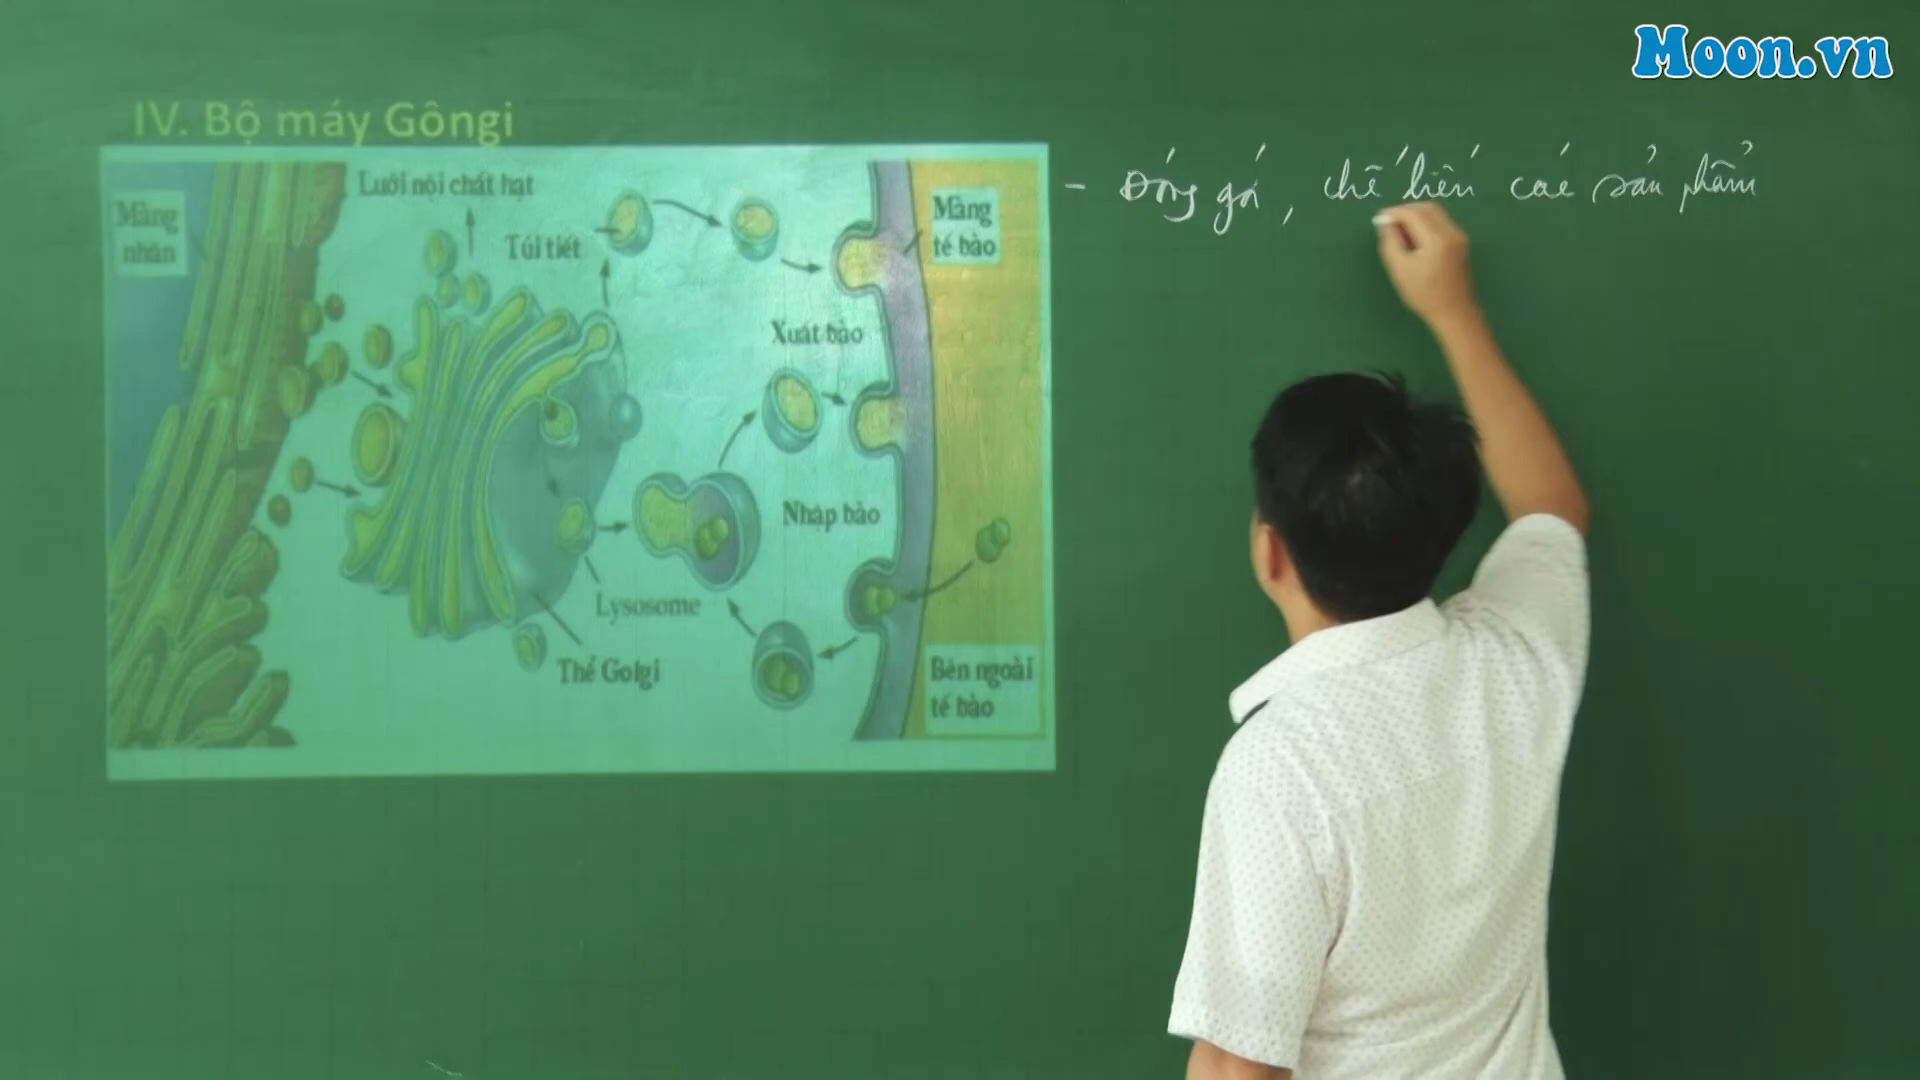 Moon.vn
IV. Bộ máy Gôngi
- Đóng gói, chế biến các sản phẩm
Lưới nội chất hạt
Màng
nhân
Túi tiết
Màng
tế bào
Xuất bào
Nhập bào
Lysosome
Thể Golgi
Bên ngoài
tế bào